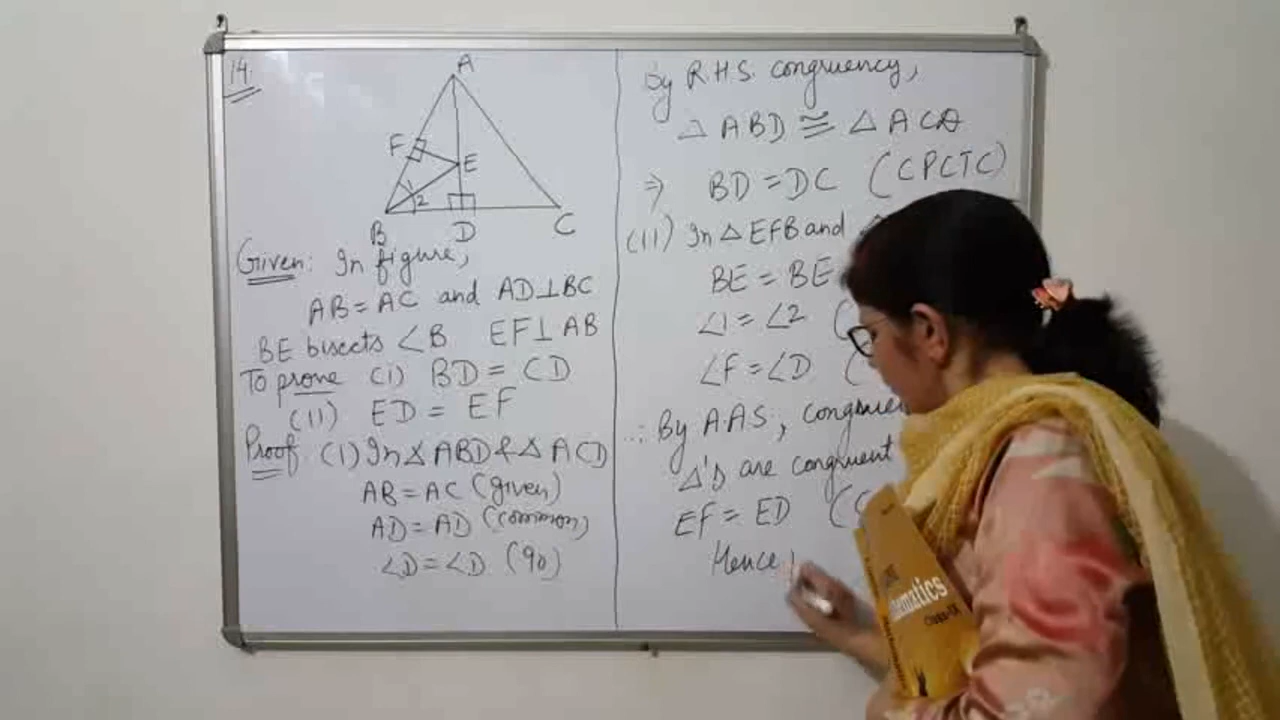 14.
A
F
E
1
2
B
D
C
Given: In figure,
AB = AC and AD⊥BC
BE bisects ∠B EF⊥AB
To prove (i) BD = CD
(ii) ED = EF
Proof (i) In △ ABD & △ ACD
AB = AC (given)
AD = AD (common)
∠D = ∠D (90)
By R.H.S. congruency,
△ ABD ≅ △ ACD
⇒ BD = DC (CPCTC)
(ii) In △ EFB and
BE = BE
∠1 = ∠2 (
∠F = ∠D (
∴ By A.A.S,
△'s are congruent
EF = ED (
Hence
CLASS-IX